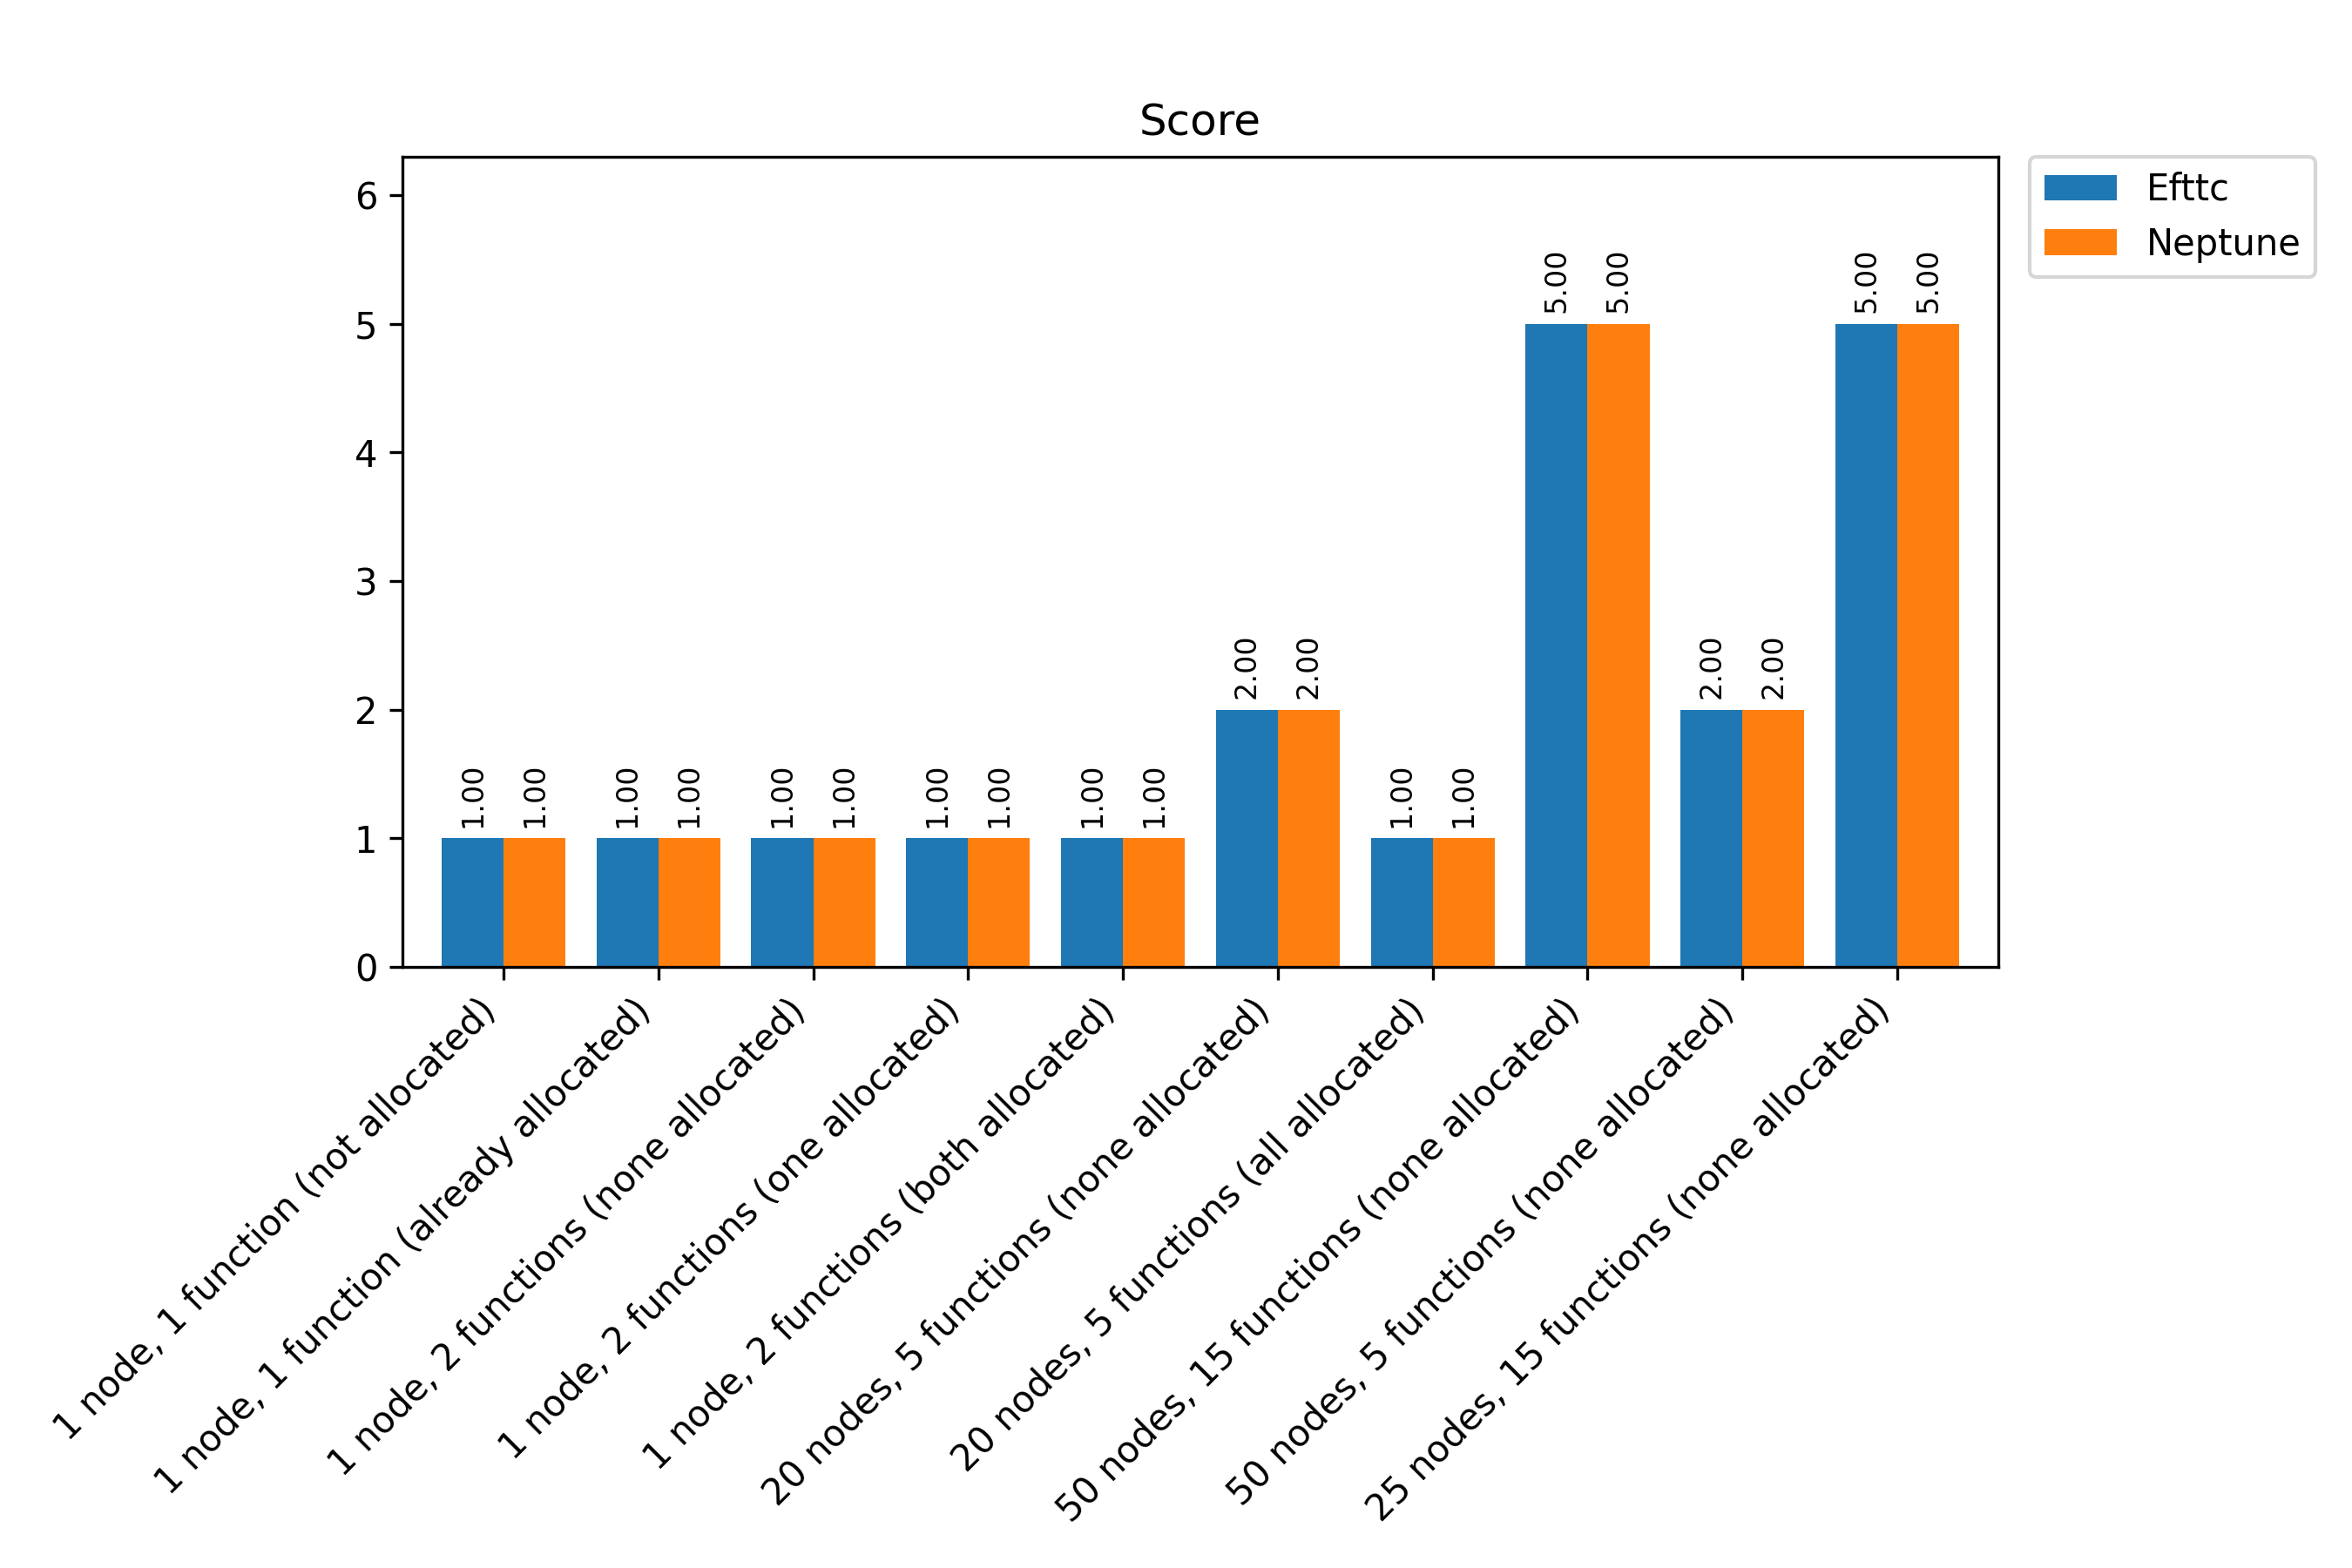 Score
Efttc
Neptune
6
5
4
3
2
1
0
1.00 1.00 1.00 1.00 1.00 1.00 1.00 1.00 1.00 1.00 2.00 2.00 1.00 1.00 5.00 5.00 2.00 2.00 5.00 5.00
1 node, 1 function (not allocated)
1 node, 1 function (already allocated)
1 node, 2 functions (none allocated)
1 node, 2 functions (one allocated)
1 node, 2 functions (both allocated)
20 nodes, 5 functions (none allocated)
20 nodes, 5 functions (all allocated)
50 nodes, 15 functions (none allocated)
50 nodes, 5 functions (none allocated)
25 nodes, 15 functions (none allocated)